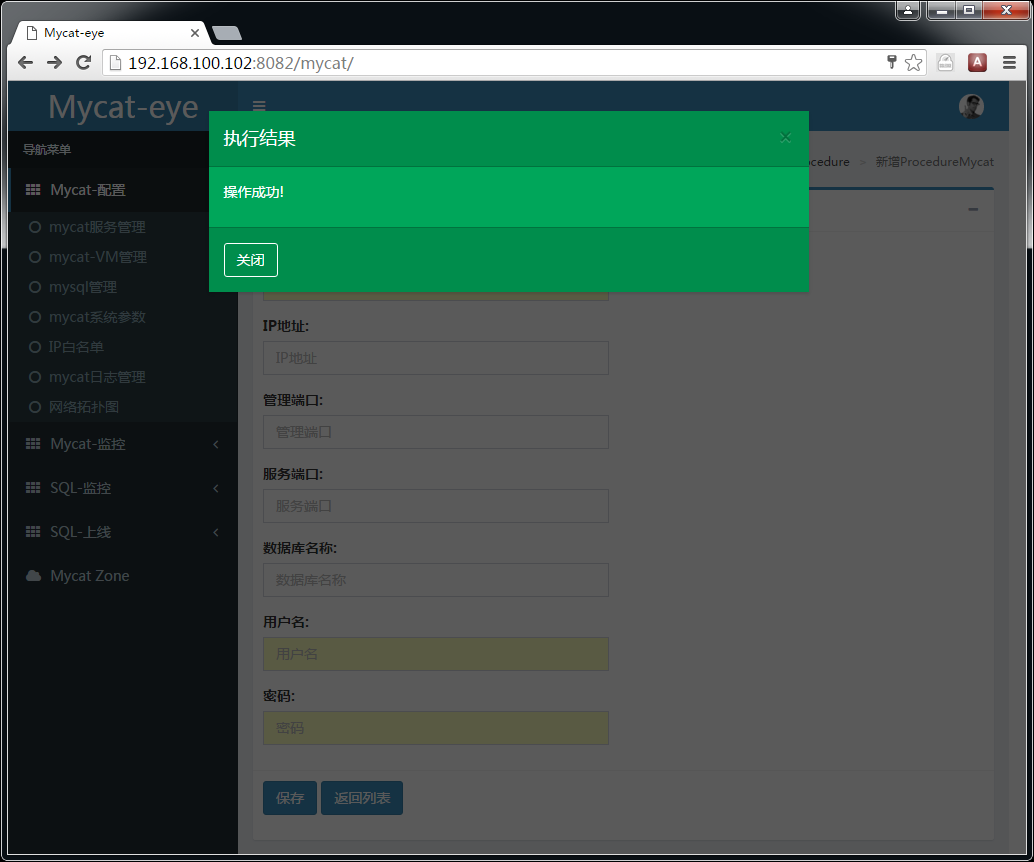 Mycat-eye
192.168.100.102:8082/mycat/
A
Mycat-eye
导航菜单
Mycat-配置
mycat服务管理
mycat-VM管理
mysql管理
mycat系统参数
IP白名单
mycat日志管理
网络拓扑图
Mycat-监控
SQL-监控
SQL-上线
Mycat Zone
执行结果
×
操作成功!
关闭
cedure > 新增ProcedureMycat
IP地址:
IP地址
管理端口:
管理端口
服务端口:
服务端口
数据库名称:
数据库名称
用户名:
用户名
密码:
密码
保存 返回列表